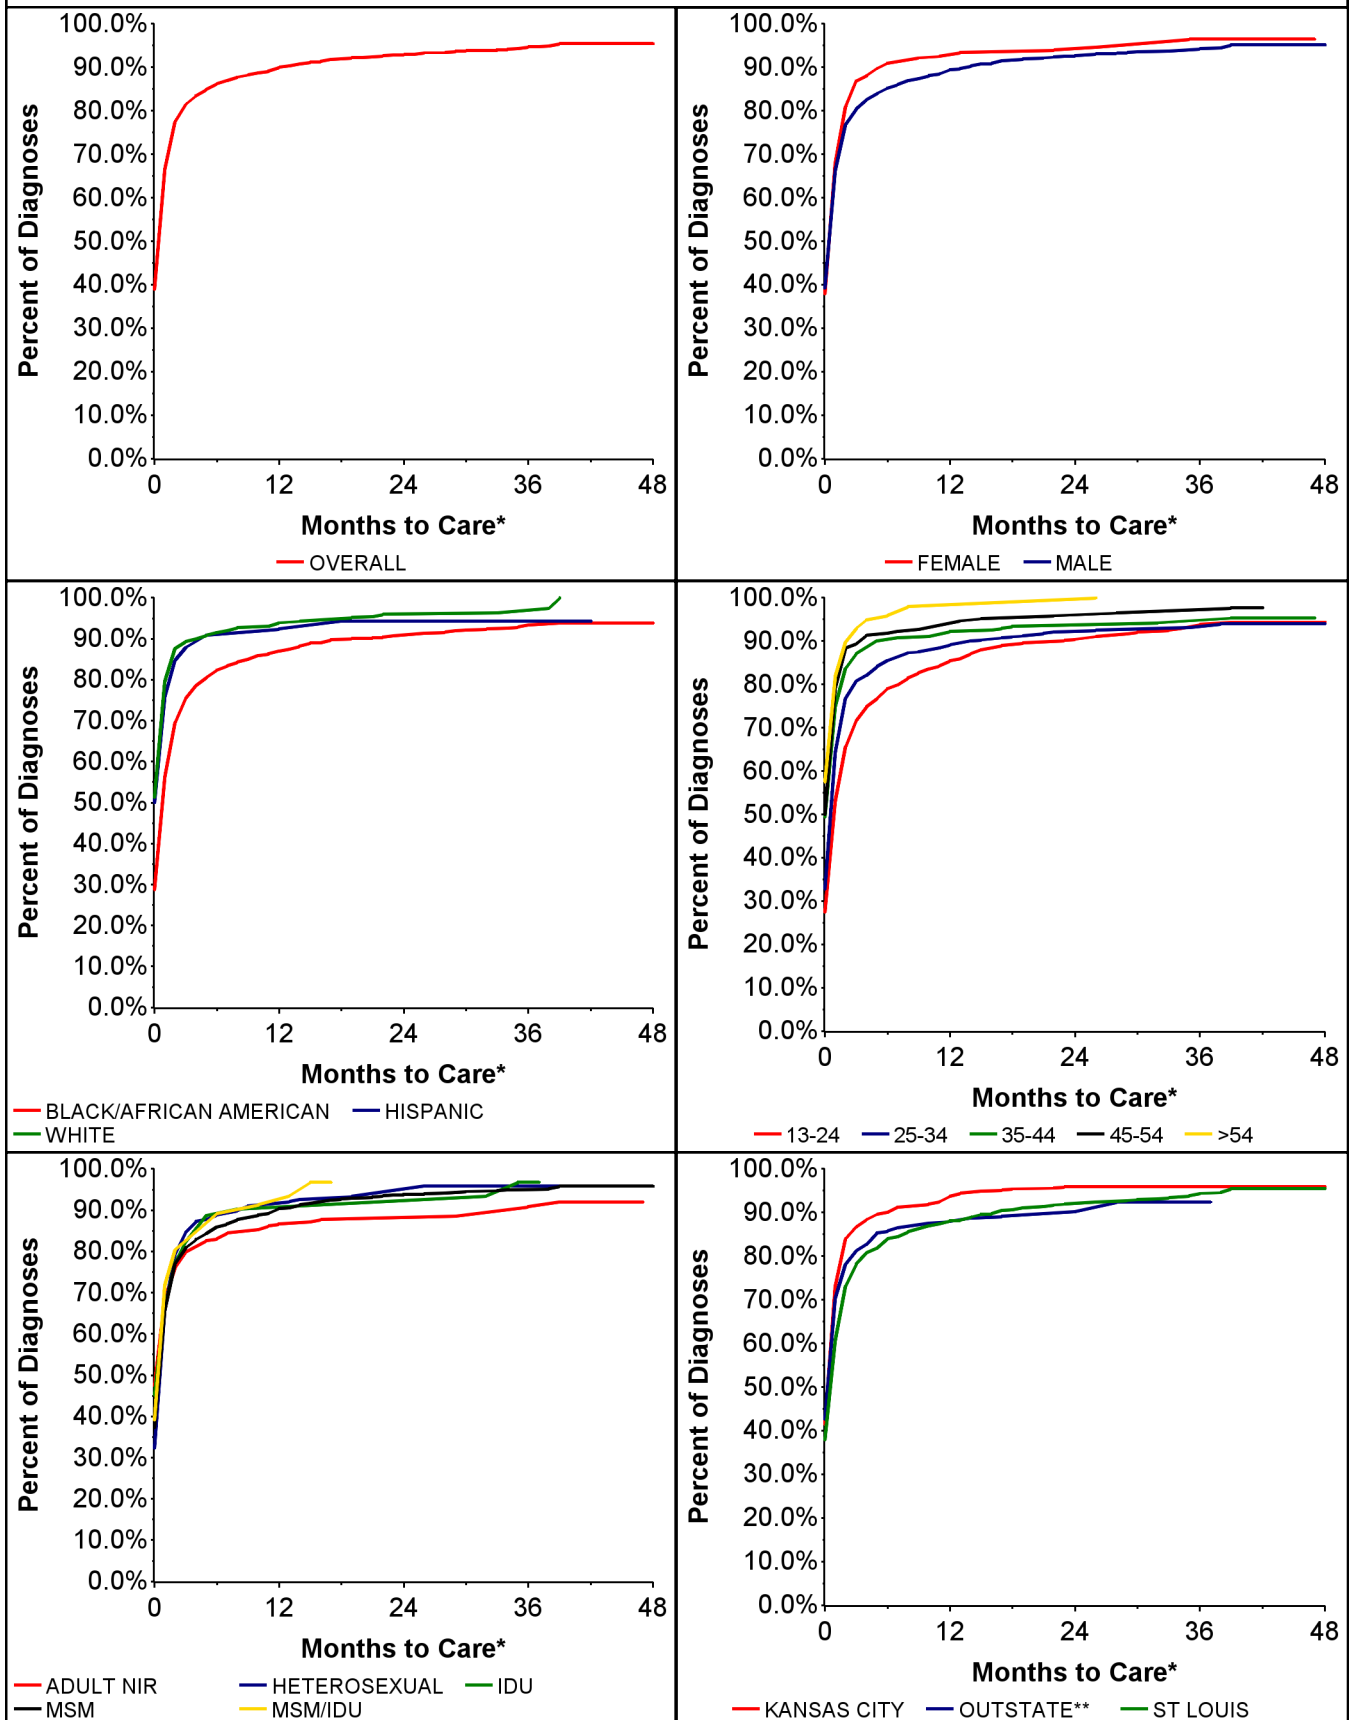 100.0%
90.0%
80.0%
70.0%
60.0%
50.0%
40.0%
30.0%
20.0%
10.0%
0.0%
Percent of Diagnoses
0 12 24 36 48
Months to Care*
OVERALL
100.0%
90.0%
80.0%
70.0%
60.0%
50.0%
40.0%
30.0%
20.0%
10.0%
0.0%
Percent of Diagnoses
0 12 24 36 48
Months to Care*
FEMALE MALE
100.0%
90.0%
80.0%
70.0%
60.0%
50.0%
40.0%
30.0%
20.0%
10.0%
0.0%
Percent of Diagnoses
0 12 24 36 48
Months to Care*
BLACK/AFRICAN AMERICAN HISPANIC
WHITE
100.0%
90.0%
80.0%
70.0%
60.0%
50.0%
40.0%
30.0%
20.0%
10.0%
0.0%
Percent of Diagnoses
0 12 24 36 48
Months to Care*
13-24 25-34 35-44 45-54 >54
100.0%
90.0%
80.0%
70.0%
60.0%
50.0%
40.0%
30.0%
20.0%
10.0%
0.0%
Percent of Diagnoses
0 12 24 36 48
Months to Care*
ADULT NIR HETEROSEXUAL IDU
MSM MSM/IDU
100.0%
90.0%
80.0%
70.0%
60.0%
50.0%
40.0%
30.0%
20.0%
10.0%
0.0%
Percent of Diagnoses
0 12 24 36 48
Months to Care*
KANSAS CITY OUTSTATE** ST LOUIS